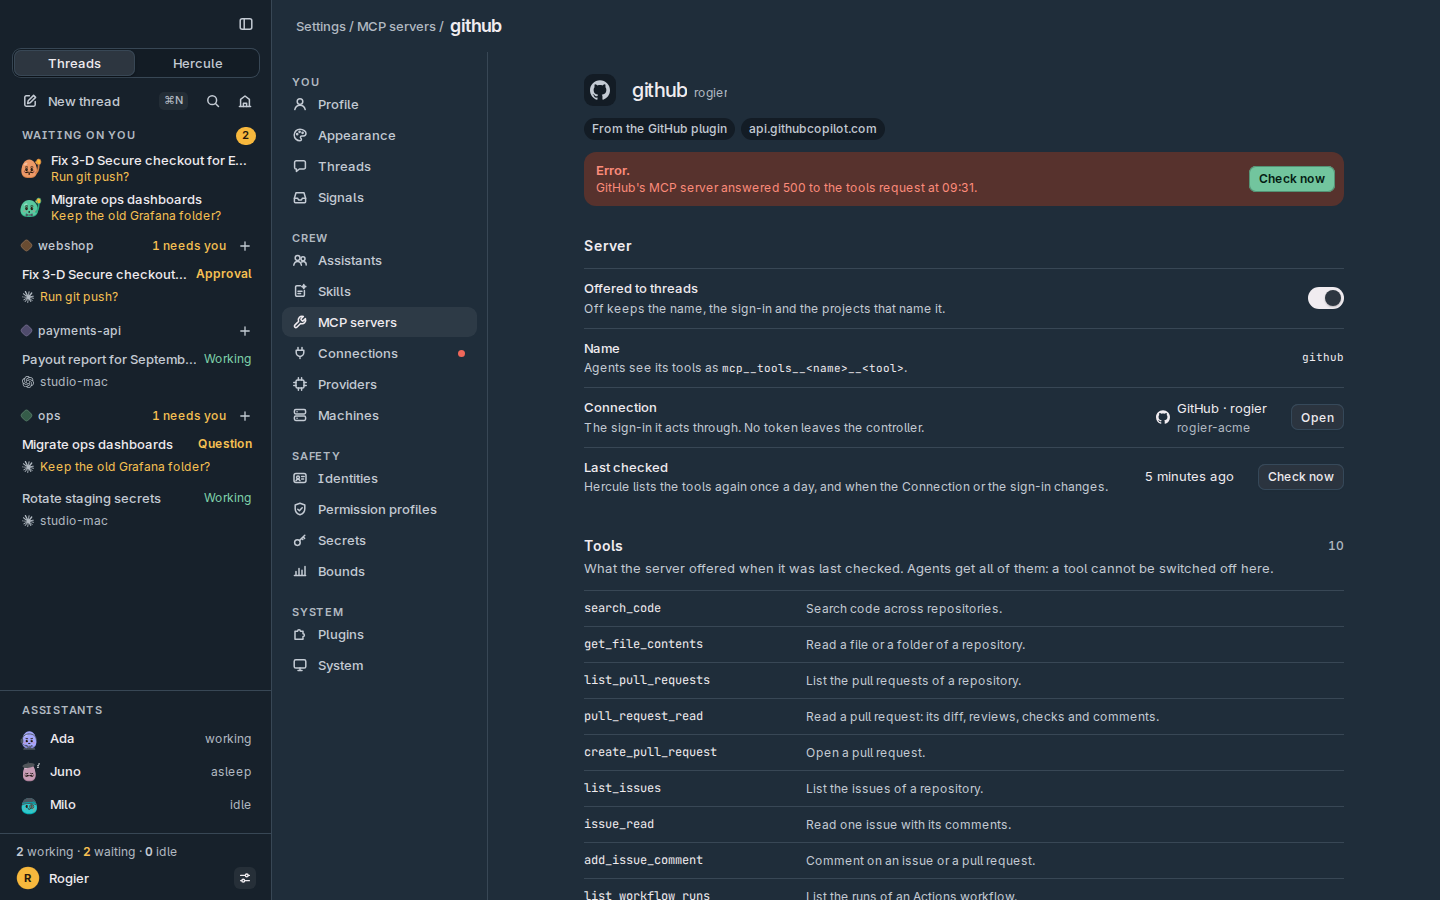 Threads
Hercule
New thread
⌘N
WAITING ON YOU
2
Fix 3-D Secure checkout for E...
Run git push?
Migrate ops dashboards
Keep the old Grafana folder?
webshop
1 needs you
Fix 3-D Secure checkout...
Approval
Run git push?
payments-api
Payout report for Septemb...
Working
studio-mac
ops
1 needs you
Migrate ops dashboards
Question
Keep the old Grafana folder?
Rotate staging secrets
Working
studio-mac
ASSISTANTS
Ada
working
Juno
asleep
Milo
idle
2 working · 2 waiting · 0 idle
R
Rogier
Settings / MCP servers / github
YOU
Profile
Appearance
Threads
Signals
CREW
Assistants
Skills
MCP servers
Connections
Providers
Machines
SAFETY
Identities
Permission profiles
Secrets
Bounds
SYSTEM
Plugins
System
github rogier
From the GitHub plugin
api.githubcopilot.com
Error.
GitHub's MCP server answered 500 to the tools request at 09:31.
Check now
Server
Offered to threads
Off keeps the name, the sign-in and the projects that name it.
Name
Agents see its tools as mcp__tools__<name>__<tool>.
github
Connection
The sign-in it acts through. No token leaves the controller.
GitHub · rogier
rogier-acme
Open
Last checked
Hercule lists the tools again once a day, and when the Connection or the sign-in changes.
5 minutes ago
Check now
Tools
10
What the server offered when it was last checked. Agents get all of them: a tool cannot be switched off here.
search_code
Search code across repositories.
get_file_contents
Read a file or a folder of a repository.
list_pull_requests
List the pull requests of a repository.
pull_request_read
Read a pull request: its diff, reviews, checks and comments.
create_pull_request
Open a pull request.
list_issues
List the issues of a repository.
issue_read
Read one issue with its comments.
add_issue_comment
Comment on an issue or a pull request.
list_workflow_runs
List the runs of an Actions workflow.